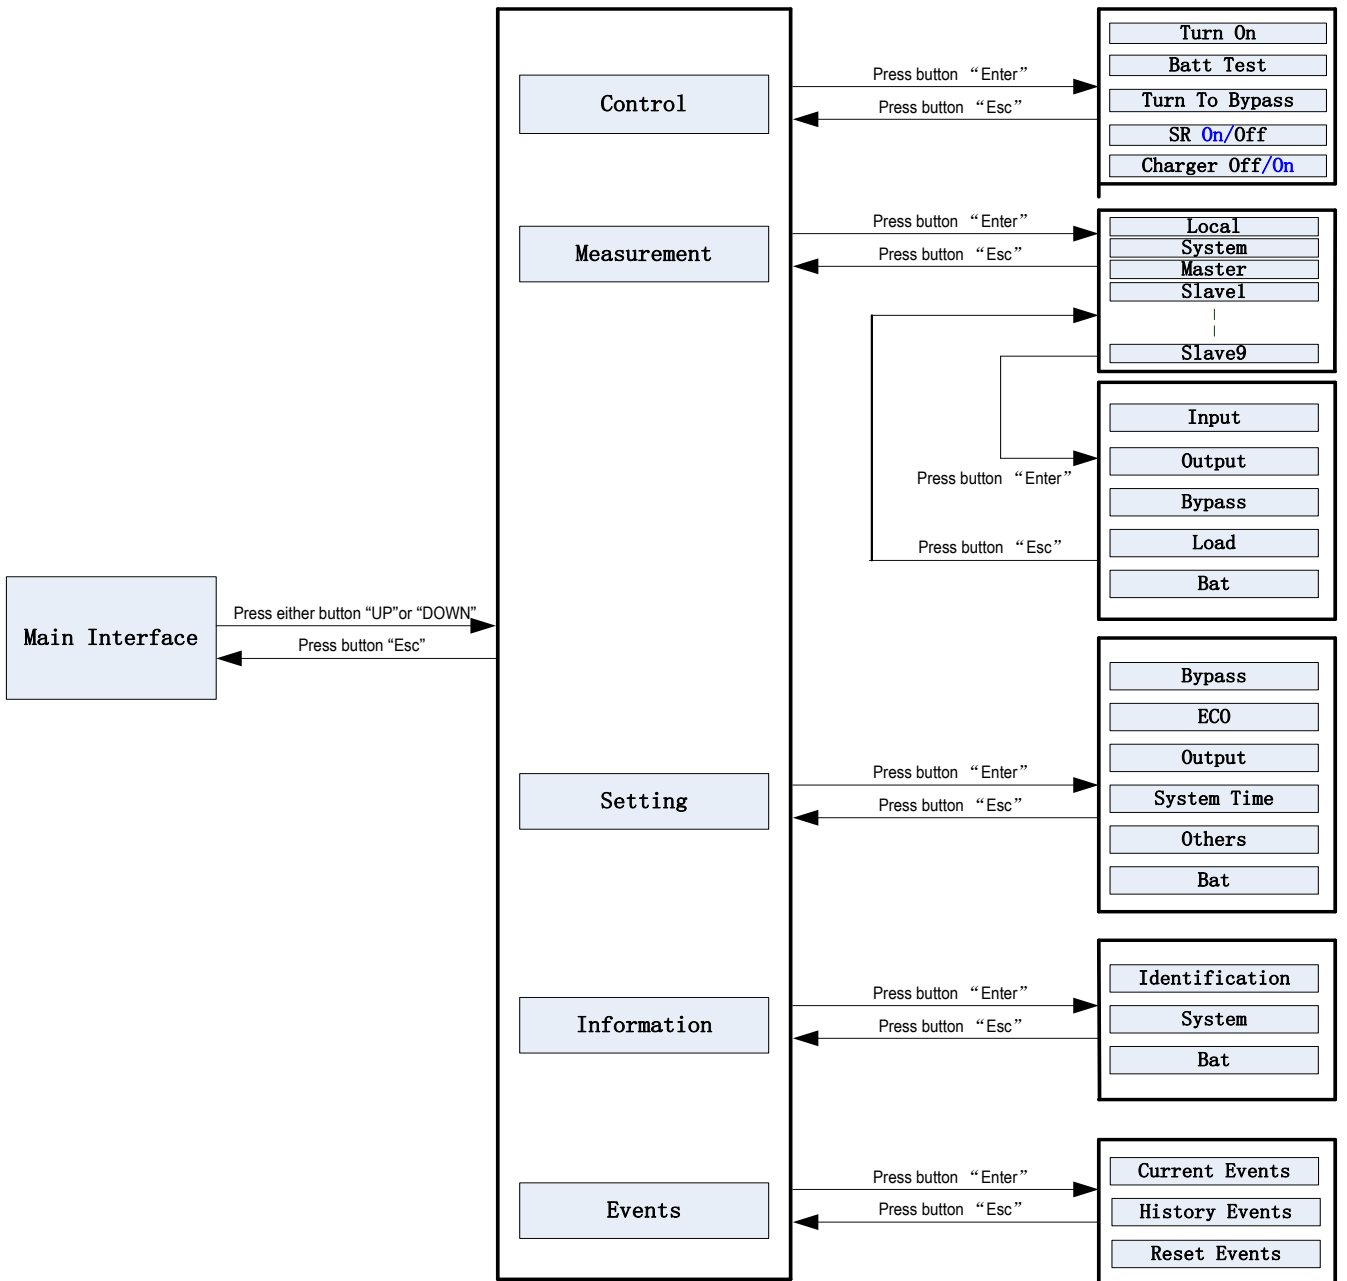 Turn On
Batt Test
Turn To Bypass
SR On/Off
Charger Off/On
Control
Press button “Enter”
Press button “Esc”
Measurement
Press button “Enter”
Press button “Esc”
Local
System
Master
Slave1
Slave9
Press button “Enter”
Press button “Esc”
Input
Output
Bypass
Load
Bat
Main Interface
Press either button “UP”or “DOWN”
Press button “Esc”
Setting
Press button “Enter”
Press button “Esc”
Bypass
ECO
Output
System Time
Others
Bat
Information
Press button “Enter”
Press button “Esc”
Identification
System
Bat
Events
Press button “Enter”
Press button “Esc”
Current Events
History Events
Reset Events